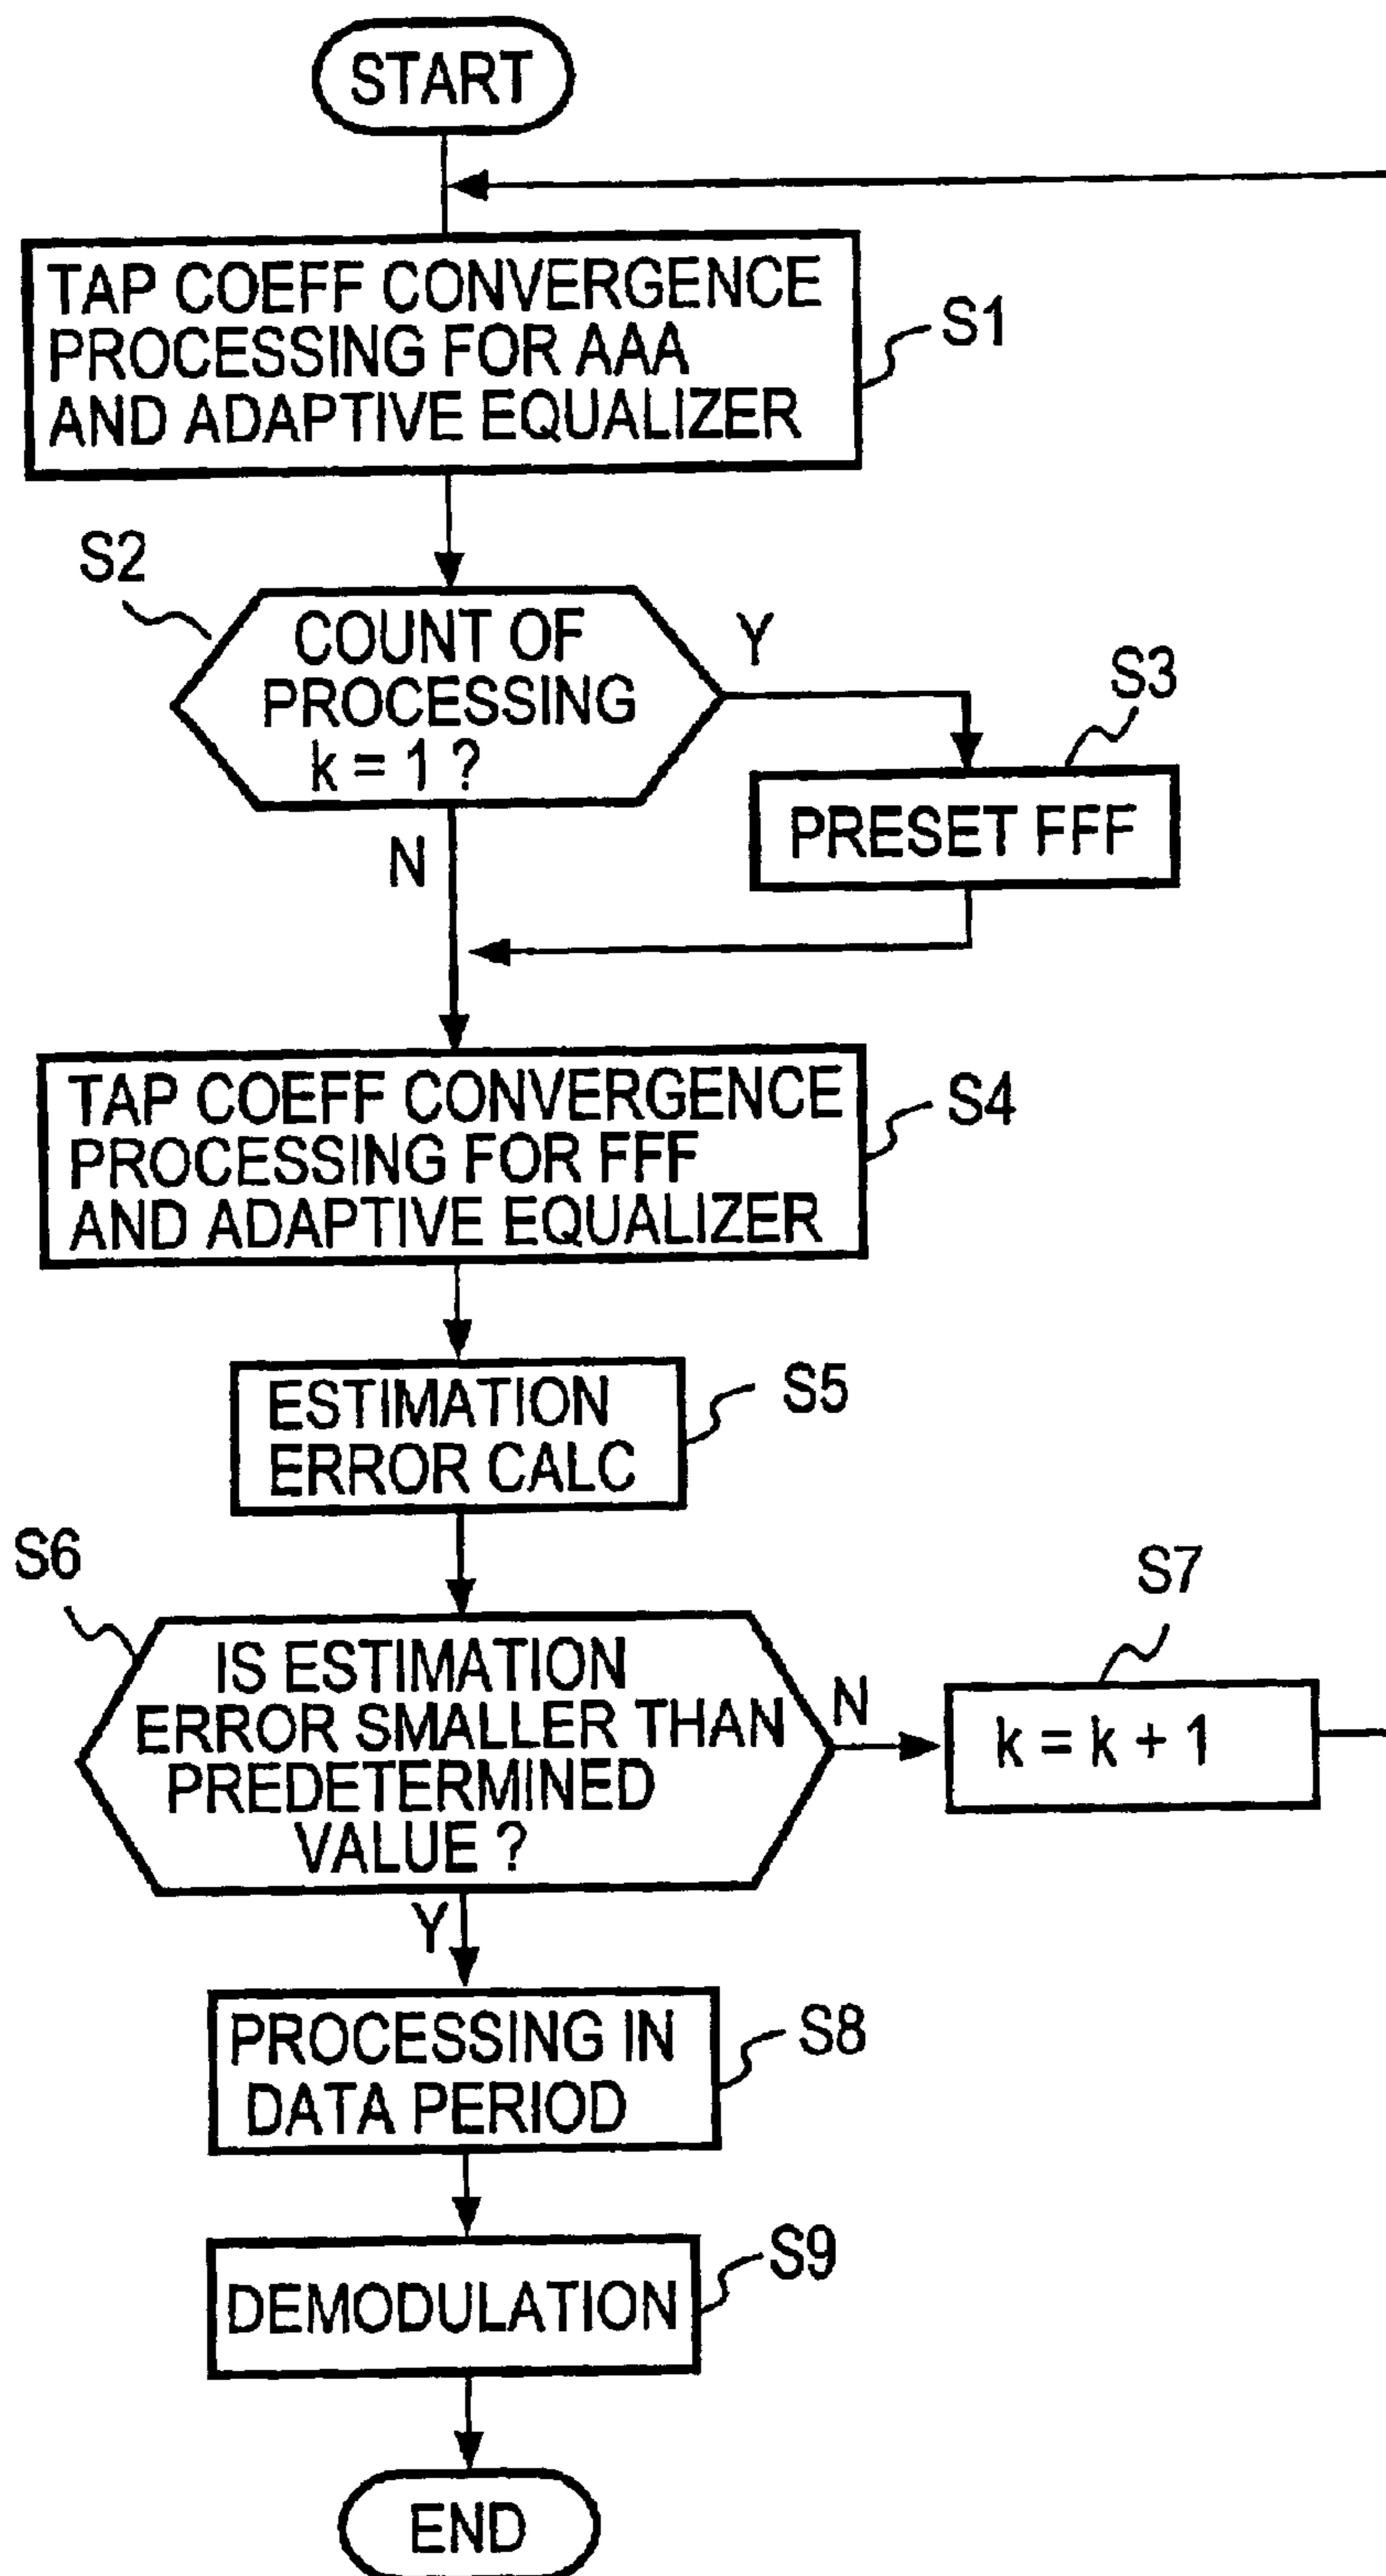 START
TAP COEFF CONVERGENCE
PROCESSING FOR AAA
AND ADAPTIVE EQUALIZER
S1
S2
COUNT OF
PROCESSING
k = 1 ?
Y
S3
PRESET FFF
N
TAP COEFF CONVERGENCE
PROCESSING FOR FFF
AND ADAPTIVE EQUALIZER
S4
ESTIMATION
ERROR CALC
S5
S6
IS ESTIMATION
ERROR SMALLER THAN
PREDETERMINED
VALUE ?
N
S7
k = k + 1
Y
PROCESSING IN
DATA PERIOD
S8
DEMODULATION
S9
END